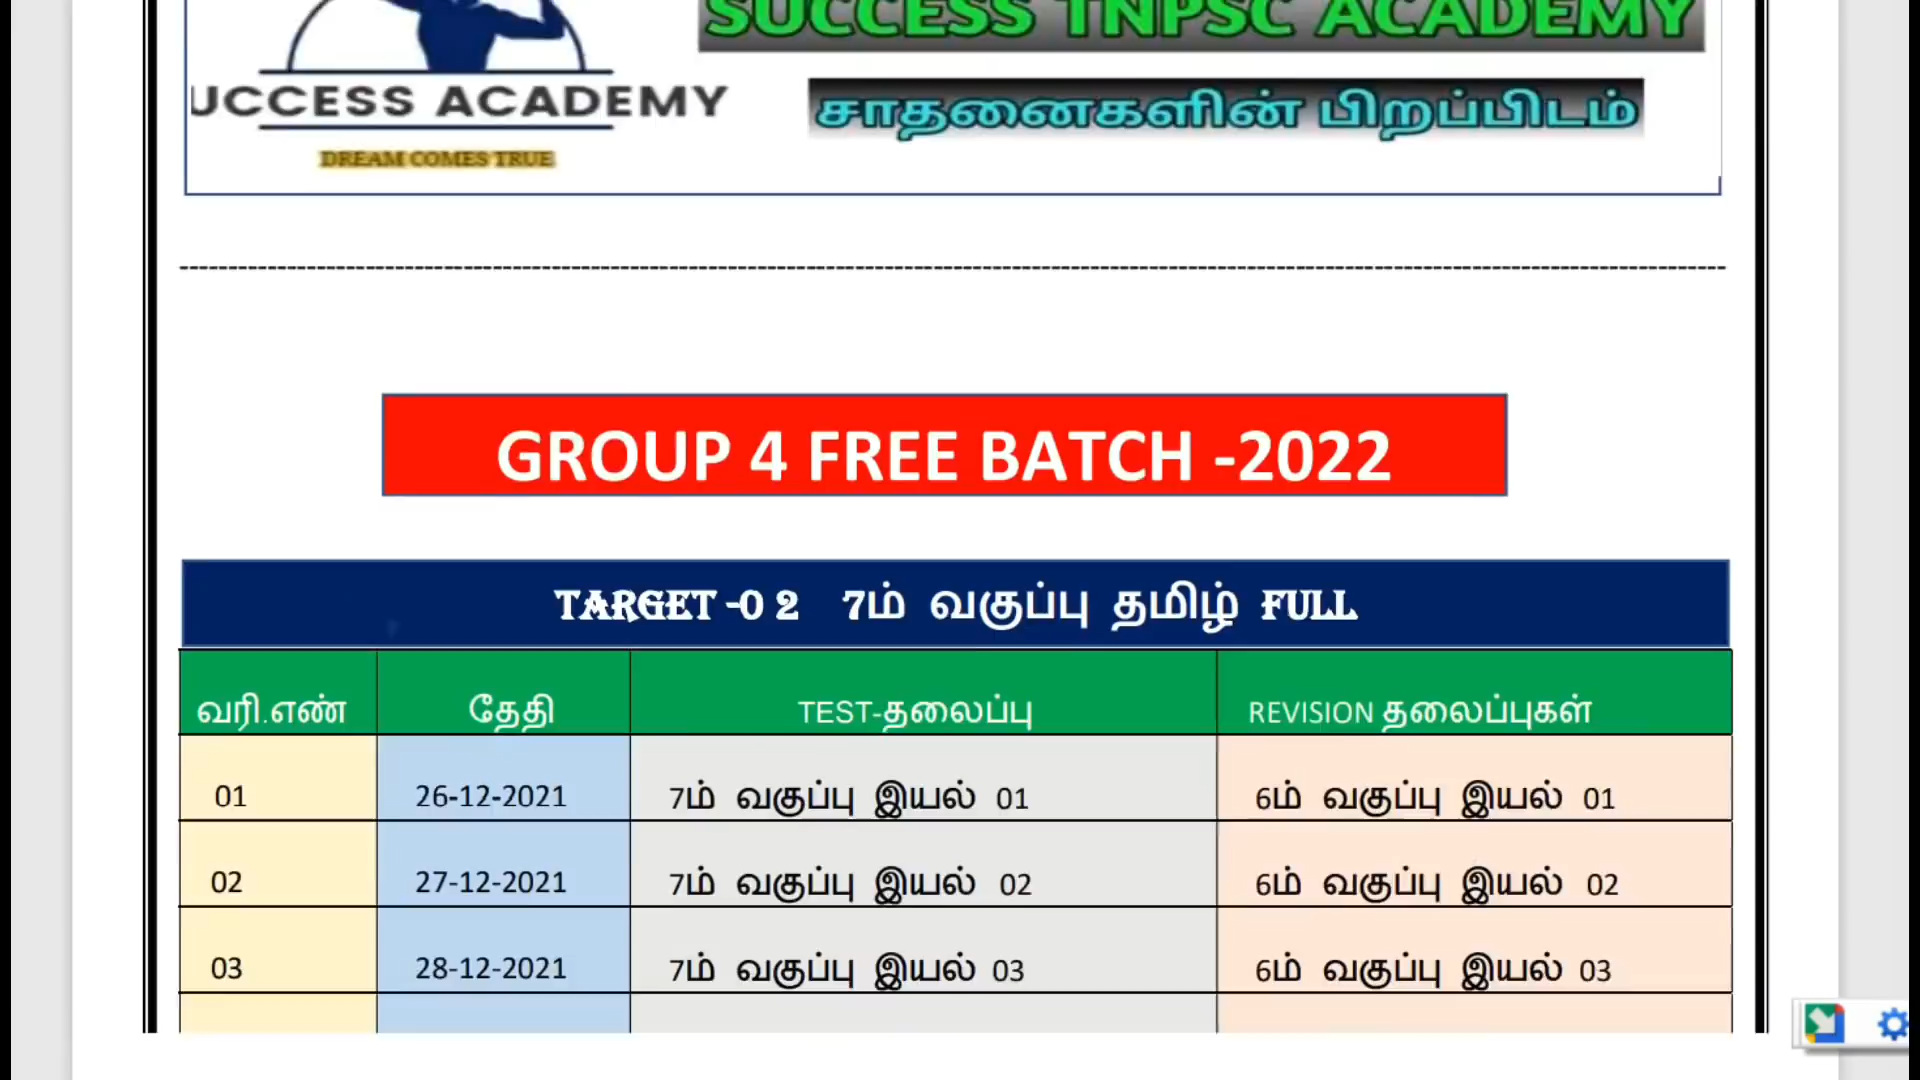 SUCCESS TNPSC ACADEMY
UCCESS ACADEMY
சாதனைகளின் பிறப்பிடம்
DREAM COMES TRUE
GROUP 4 FREE BATCH -2022
TARGET -0 2 7ம் வகுப்பு தமிழ் FULL
வரி.எண் தேதி TEST-தலைப்பு REVISION தலைப்புகள்
01 26-12-2021 7ம் வகுப்பு இயல் 01 6ம் வகுப்பு இயல் 01
02 27-12-2021 7ம் வகுப்பு இயல் 02 6ம் வகுப்பு இயல் 02
03 28-12-2021 7ம் வகுப்பு இயல் 03 6ம் வகுப்பு இயல் 03